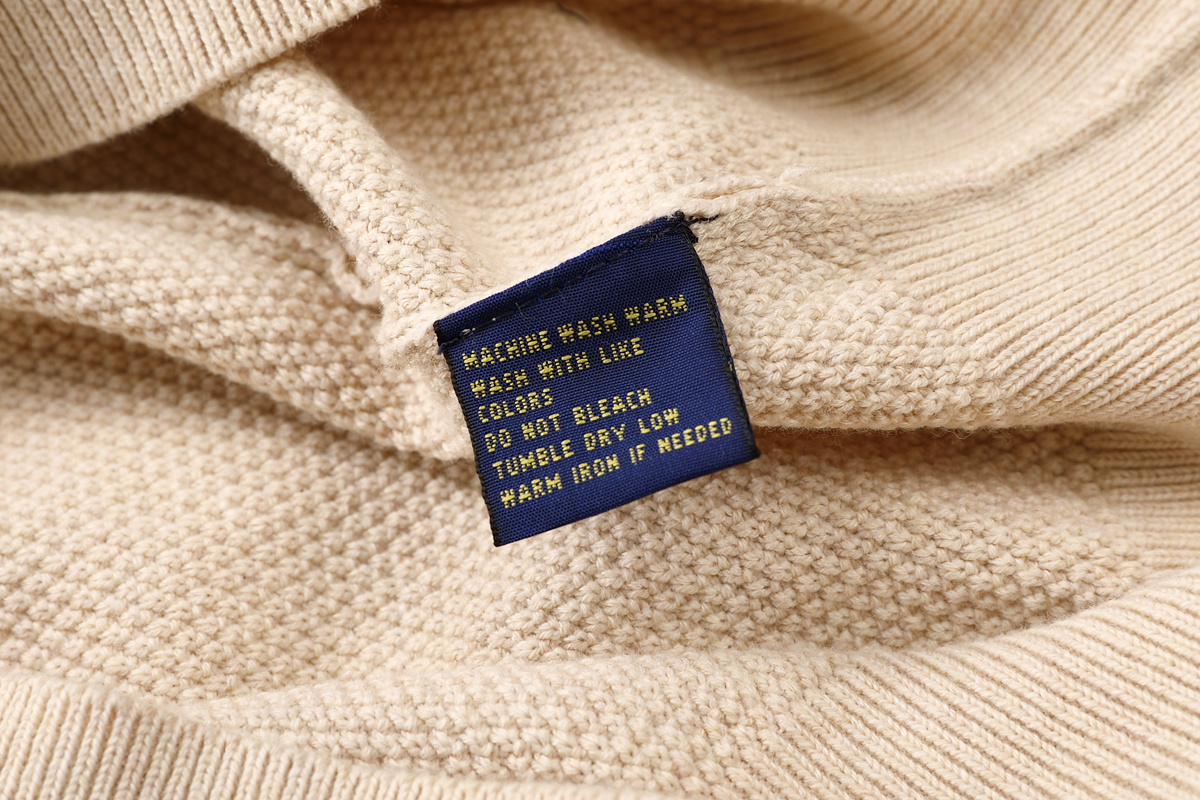 MACHINE WASH WARM
WASH WITH LIKE
COLORS
DO NOT BLEACH
TUMBLE DRY LOW
WARM IRON IF NEEDED